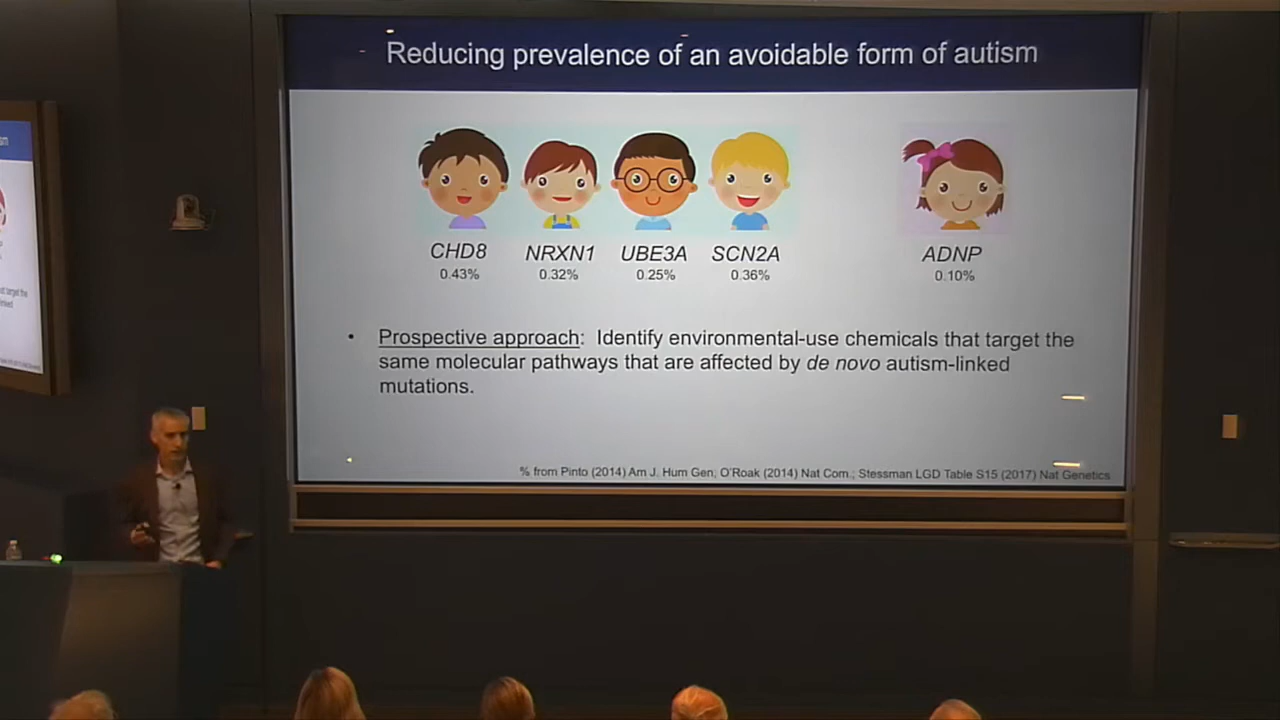 Reducing prevalence of an avoidable form of autism
CHD8 NRXN1 UBE3A SCN2A ADNP
0.43% 0.32% 0.25% 0.36% 0.10%
• Prospective approach: Identify environmental-use chemicals that target the
same molecular pathways that are affected by de novo autism-linked
mutations.
% from Pinto (2014) Am J. Hum Gen; O'Roak (2014) Nat Com.; Stessman LGD Table S15 (2017) Nat Genetics